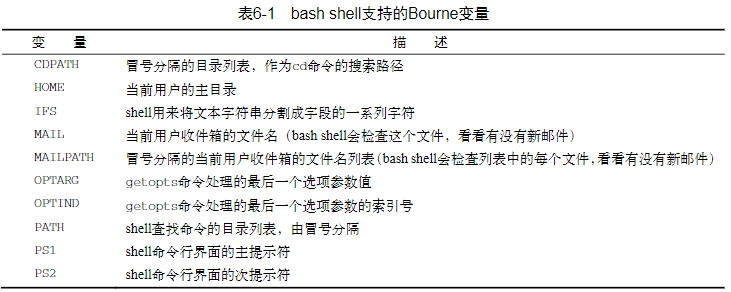 表6-1 bash shell支持的Bourne变量
变 量 描 述
CDPATH 冒号分隔的目录列表，作为cd命令的搜索路径
HOME 当前用户的主目录
IFS shell用来将文本字符串分割成字段的一系列字符
MAIL 当前用户收件箱的文件名（bash shell会检查这个文件，看看有没有新邮件）
MAILPATH 冒号分隔的当前用户收件箱的文件名列表（bash shell会检查列表中的每个文件，看看有没有新邮件）
OPTARG getopts命令处理的最后一个选项参数值
OPTIND getopts命令处理的最后一个选项参数的索引号
PATH shell查找命令的目录列表，由冒号分隔
PS1 shell命令行界面的主提示符
PS2 shell命令行界面的次提示符